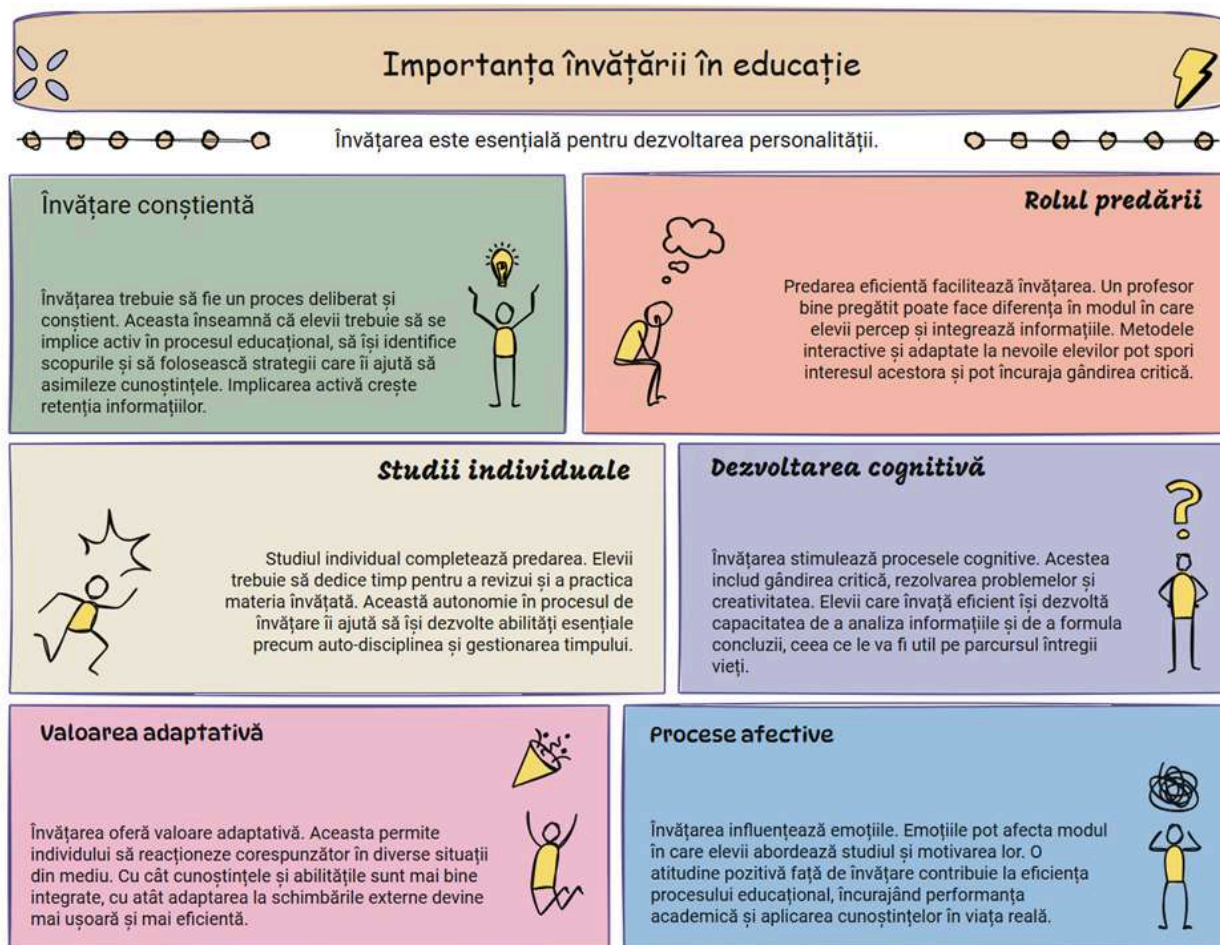 Importanța învățării în educație
Învățarea este esențială pentru dezvoltarea personalității.
Învățare conștientă
Învățarea trebuie să fie un proces deliberat și
conștient. Aceasta înseamnă că elevii trebuie să se
implice activ în procesul educațional, să își identifice
scopurile și să folosească strategii care îi ajută să
asimileze cunoștințele. Implicarea activă crește
retenția informațiilor.
Rolul predării
Predarea eficientă facilitează învățarea. Un profesor
bine pregătit poate face diferența în modul în care
elevii percep și integrează informațiile. Metodele
interactive și adaptate la nevoile elevilor pot spori
interesul acestora și pot încuraja gândirea critică.
Studii individuale
Studiul individual completează predarea. Elevii
trebuie să dedice timp pentru a revizui și a practica
materia învățată. Această autonomie în procesul de
învățare îi ajută să își dezvolte abilități esențiale
precum auto-disciplinea și gestionarea timpului.
Dezvoltarea cognitivă
Învățarea stimulează procesele cognitive. Acestea
includ gândirea critică, rezolvarea problemelor și
creativitatea. Elevii care învață eficient își dezvoltă
capacitatea de a analiza informațiile și de a formula
concluzii, ceea ce le va fi util pe parcursul întregii
vieți.
Valoarea adaptativă
Învățarea oferă valoare adaptativă. Aceasta permite
individului să reacționeze corespunzător în diverse situații
din mediu. Cu cât cunoștințele și abilitățile sunt mai bine
integrate, cu atât adaptarea la schimbările externe devine
mai ușoară și mai eficientă.
Procese afective
Învățarea influențează emoțiile. Emoțiile pot afecta modul
în care elevii abordează studiul și motivarea lor. O
atitudine pozitivă față de învățare contribuie la eficiența
procesului educațional, încurajând performanța
academică și aplicarea cunoștințelor în viața reală.